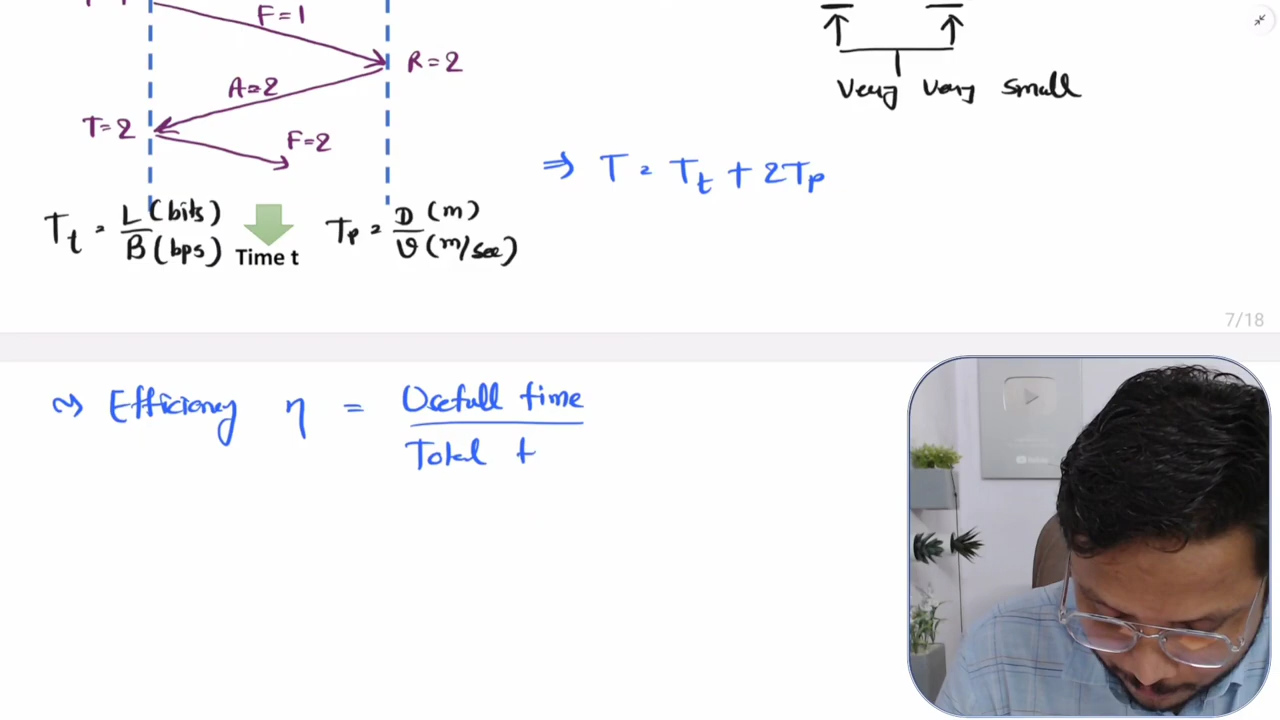 F=1
R=2
A=2
T=2
F=2
Very Very Small
⇒ T = Tt + 2Tp
Tt = L (bits) / B (bps)
Time t
Tp = D (m) / v (m/sec)
7/18
Efficiency η = Usefull time / Total t